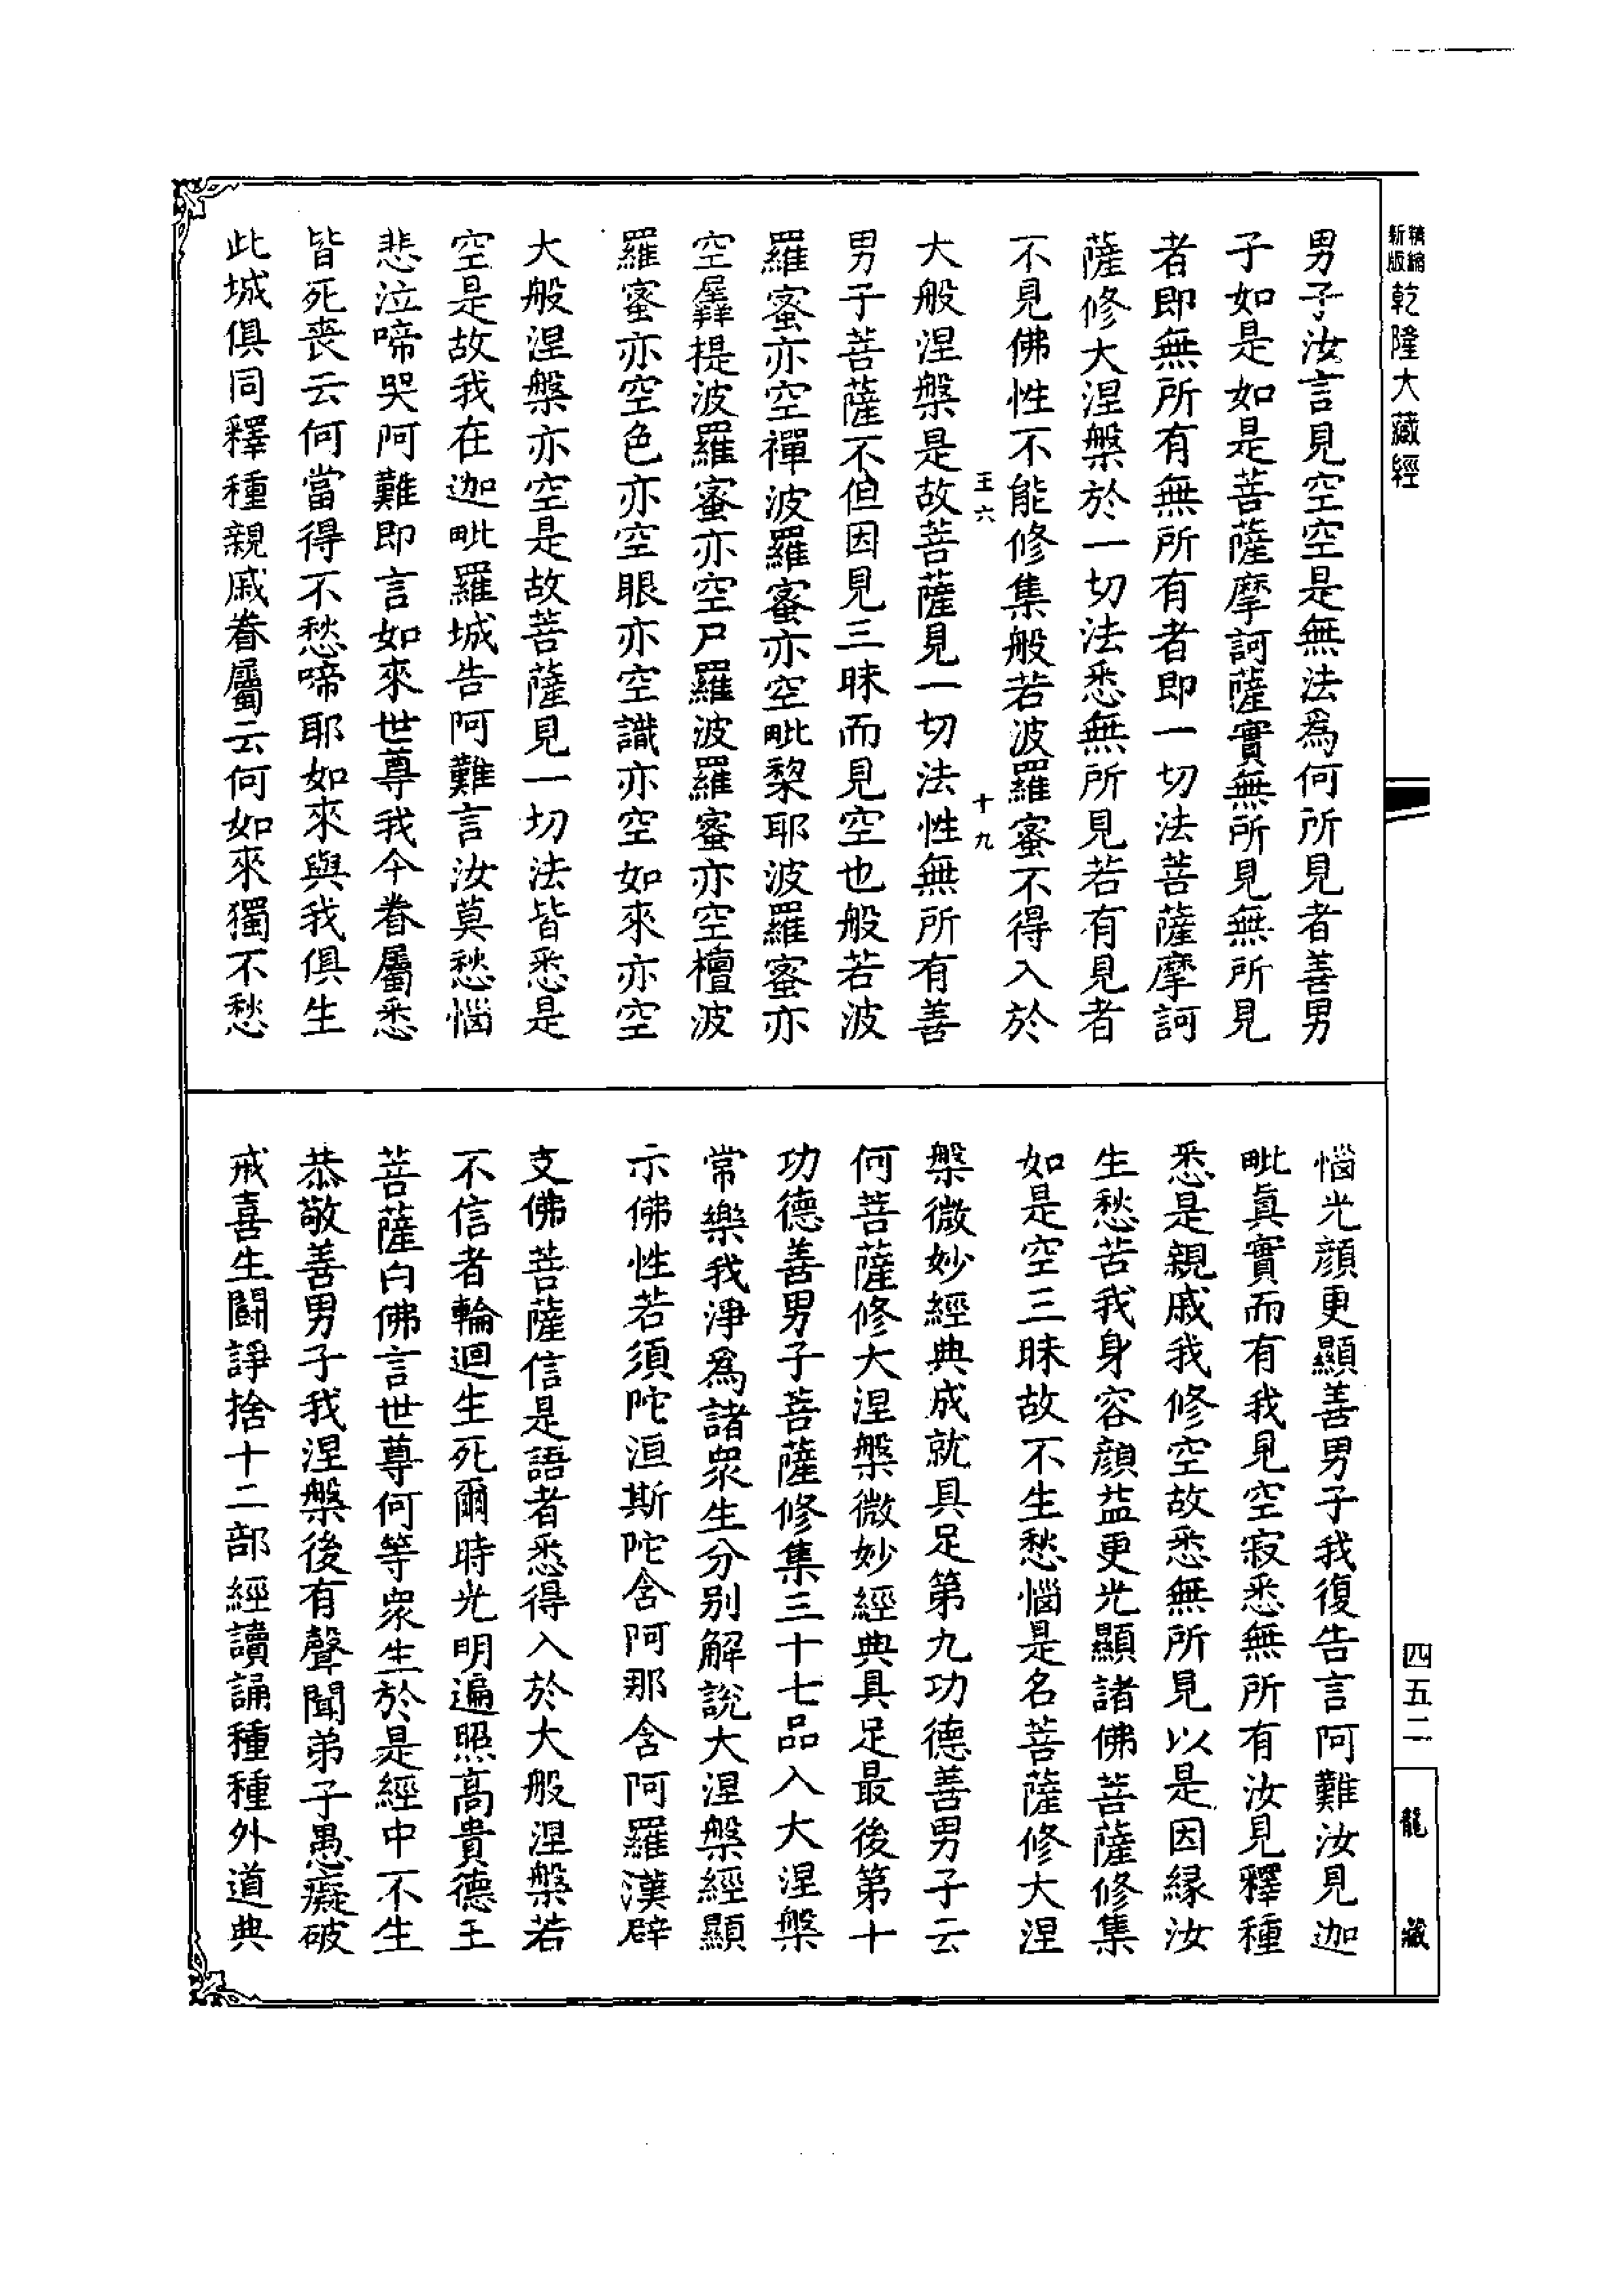 精縮
新版
乾隆大藏經
男子汝言見空空是無法爲何所見者善男
子如是如是菩薩摩訶薩實無所見無所見
者即無所有無所有者即一切法菩薩摩訶
薩修大涅槃於一切法悉無所見若有見者
不見佛性不能修集般若波羅蜜不得入於
王六
十九
大般涅槃是故菩薩見一切法性無所有善
男子菩薩不但因見三昧而見空也般若波
羅蜜亦空禪波羅蜜亦空毗棃耶波羅蜜亦
空羼提波羅蜜亦空尸羅波羅蜜亦空檀波
羅蜜亦空色亦空眼亦空識亦空如來亦空
大般涅槃亦空是故菩薩見一切法皆悉是
空是故我在迦毗羅城告阿難言汝莫愁惱
悲泣啼哭阿難即言如來世尊我今眷屬悉
皆死喪云何當得不愁啼耶如來與我俱生
此城俱同釋種親戚眷屬云何如來獨不愁
惱光顏更顯善男子我復告言阿難汝見迦
毗真實而有我見空寂悉無所有汝見釋種
悉是親戚我修空故悉無所見以是因緣汝
生愁苦我身容顏益更光顯諸佛菩薩修集
如是空三昧故不生愁惱是名菩薩修大涅
槃微妙經典成就具足第九功德善男子云
何菩薩修大涅槃微妙經典具足最後第十
功德善男子菩薩修集三十七品入大涅槃
常樂我淨爲諸衆生分別解說大涅槃經顯
示佛性若須陀洹斯陀含阿那含阿羅漢辟
支佛菩薩信是語者悉得入於大般涅槃若
不信者輪迴生死爾時光明遍照高貴德王
菩薩白佛言世尊何等衆生於是經中不生
恭敬善男子我涅槃後有聲聞弟子愚癡破
戒喜生鬬諍捨十二部經讀誦種種外道典
四五二
龍藏